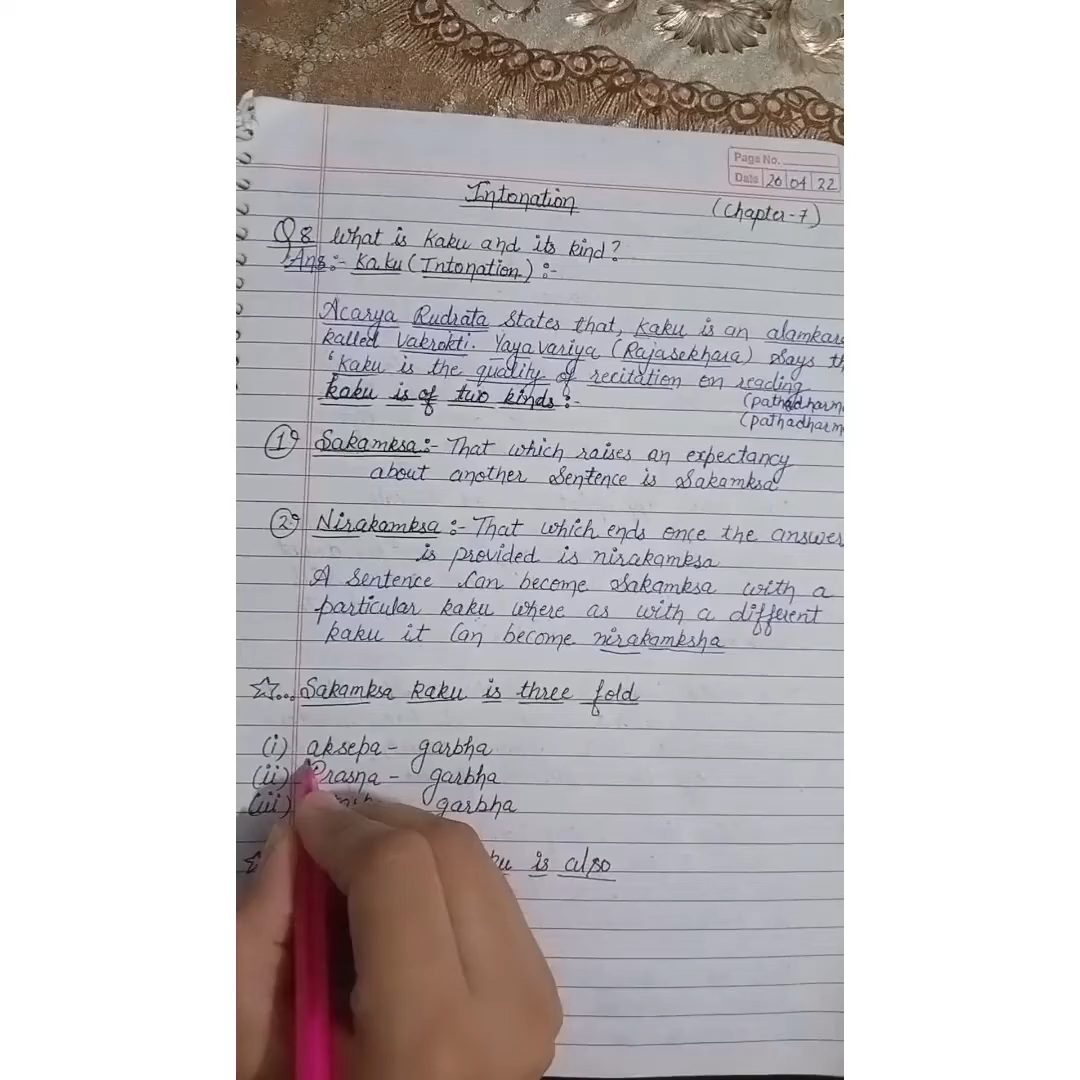 Page No.
Date 26 04 22
Intonation
(Chapter-7)
Q8 What is Kaku and its kind?
Ans:- Kaku (Intonation) :-
Acarya Rudrata States that, Kaku is an alamkara
kalled Vakrokti. Yayavariya (Rajasekhara) Says th
'Kaku is the quality of recitation on reading
(pathadharm
Kaku is of two kinds :-
(pathadharm
1) Sakamksa:- That which raises an expectancy
about another Sentence is Sakamksa
2) Nirakamksa :- That which ends once the answer
is provided is nirakamksa
A Sentence Can become Sakamksa with a
particular kaku where as with a different
kaku it Can become nirakamksha
☆... Sakamksa kaku is three fold
(i) aksepa - garbha
(ii) Prasna - garbha
(iii) garbha
ku is also